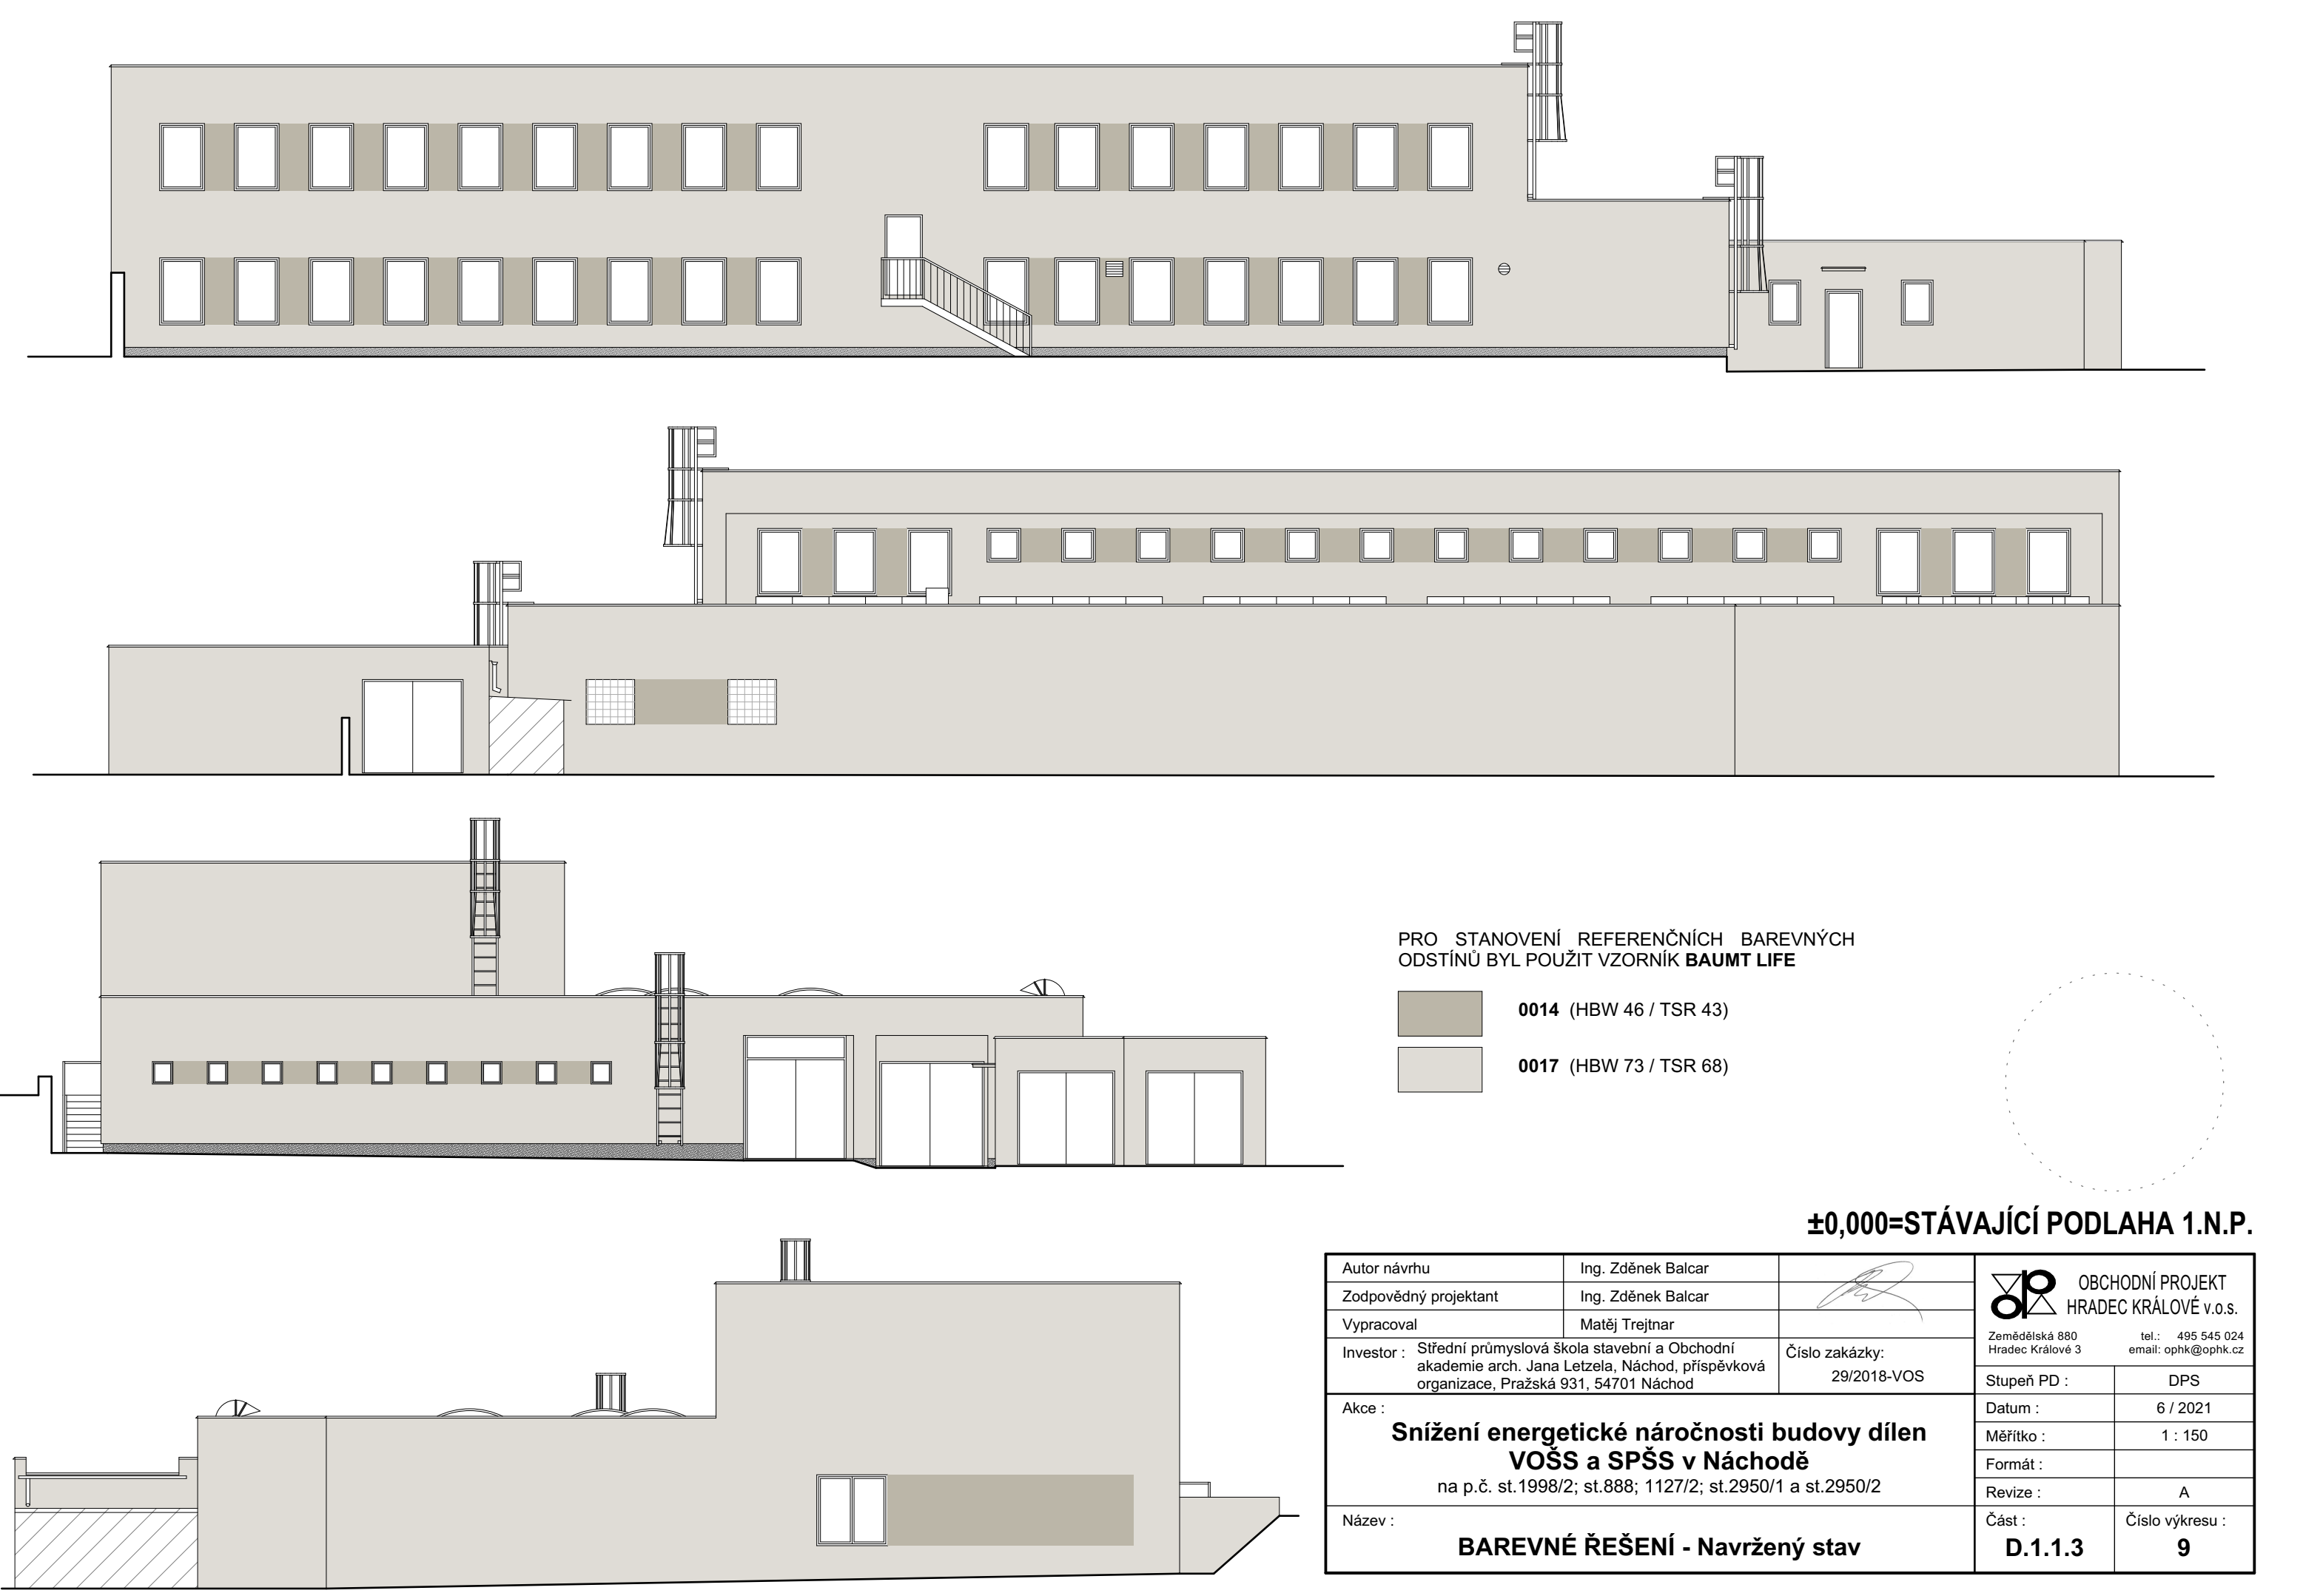 PRO STANOVENÍ REFERENČNÍCH BAREVNÝCH
ODSTÍNŮ BYL POUŽIT VZORNÍK BAUMT LIFE
0014 (HBW 46 / TSR 43)
0017 (HBW 73 / TSR 68)
±0,000=STÁVAJÍCÍ PODLAHA 1.N.P.
Autor návrhu Ing. Zděnek Balcar
Zodpovědný projektant Ing. Zděnek Balcar
Vypracoval Matěj Trejtnar
Investor : Střední průmyslová škola stavební a Obchodní
akademie arch. Jana Letzela, Náchod, příspěvková
organizace, Pražská 931, 54701 Náchod
Číslo zakázky:
29/2018-VOS
Akce :
Snížení energetické náročnosti budovy dílen
VOŠS a SPŠS v Náchodě
na p.č. st.1998/2; st.888; 1127/2; st.2950/1 a st.2950/2
Název :
BAREVNÉ ŘEŠENÍ - Navržený stav
OBCHODNÍ PROJEKT
HRADEC KRÁLOVÉ v.o.s.
Zemědělská 880 tel.: 495 545 024
Hradec Králové 3 email: ophk@ophk.cz
Stupeň PD : DPS
Datum : 6 / 2021
Měřítko : 1 : 150
Formát :
Revize : A
Část : Číslo výkresu :
D.1.1.3 9